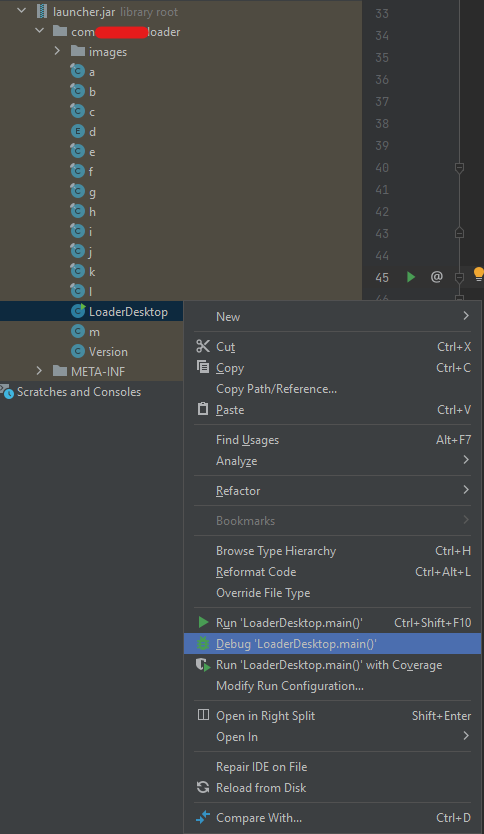 launcher.jar library root
com loader
images
a
b
c
d
e
f
g
h
i
j
k
l
LoaderDesktop
m
Version
META-INF
Scratches and Consoles
33
34
35
36
37
38
39
40
41
42
43
44
45 @
46
New
Cut Ctrl+X
Copy Ctrl+C
Copy Path/Reference...
Paste Ctrl+V
Find Usages Alt+F7
Analyze
Refactor
Bookmarks
Browse Type Hierarchy Ctrl+H
Reformat Code Ctrl+Alt+L
Override File Type
Run 'LoaderDesktop.main()' Ctrl+Shift+F10
Debug 'LoaderDesktop.main()'
Run 'LoaderDesktop.main()' with Coverage
Modify Run Configuration...
Open in Right Split Shift+Enter
Open In
Repair IDE on File
Reload from Disk
Compare With... Ctrl+D